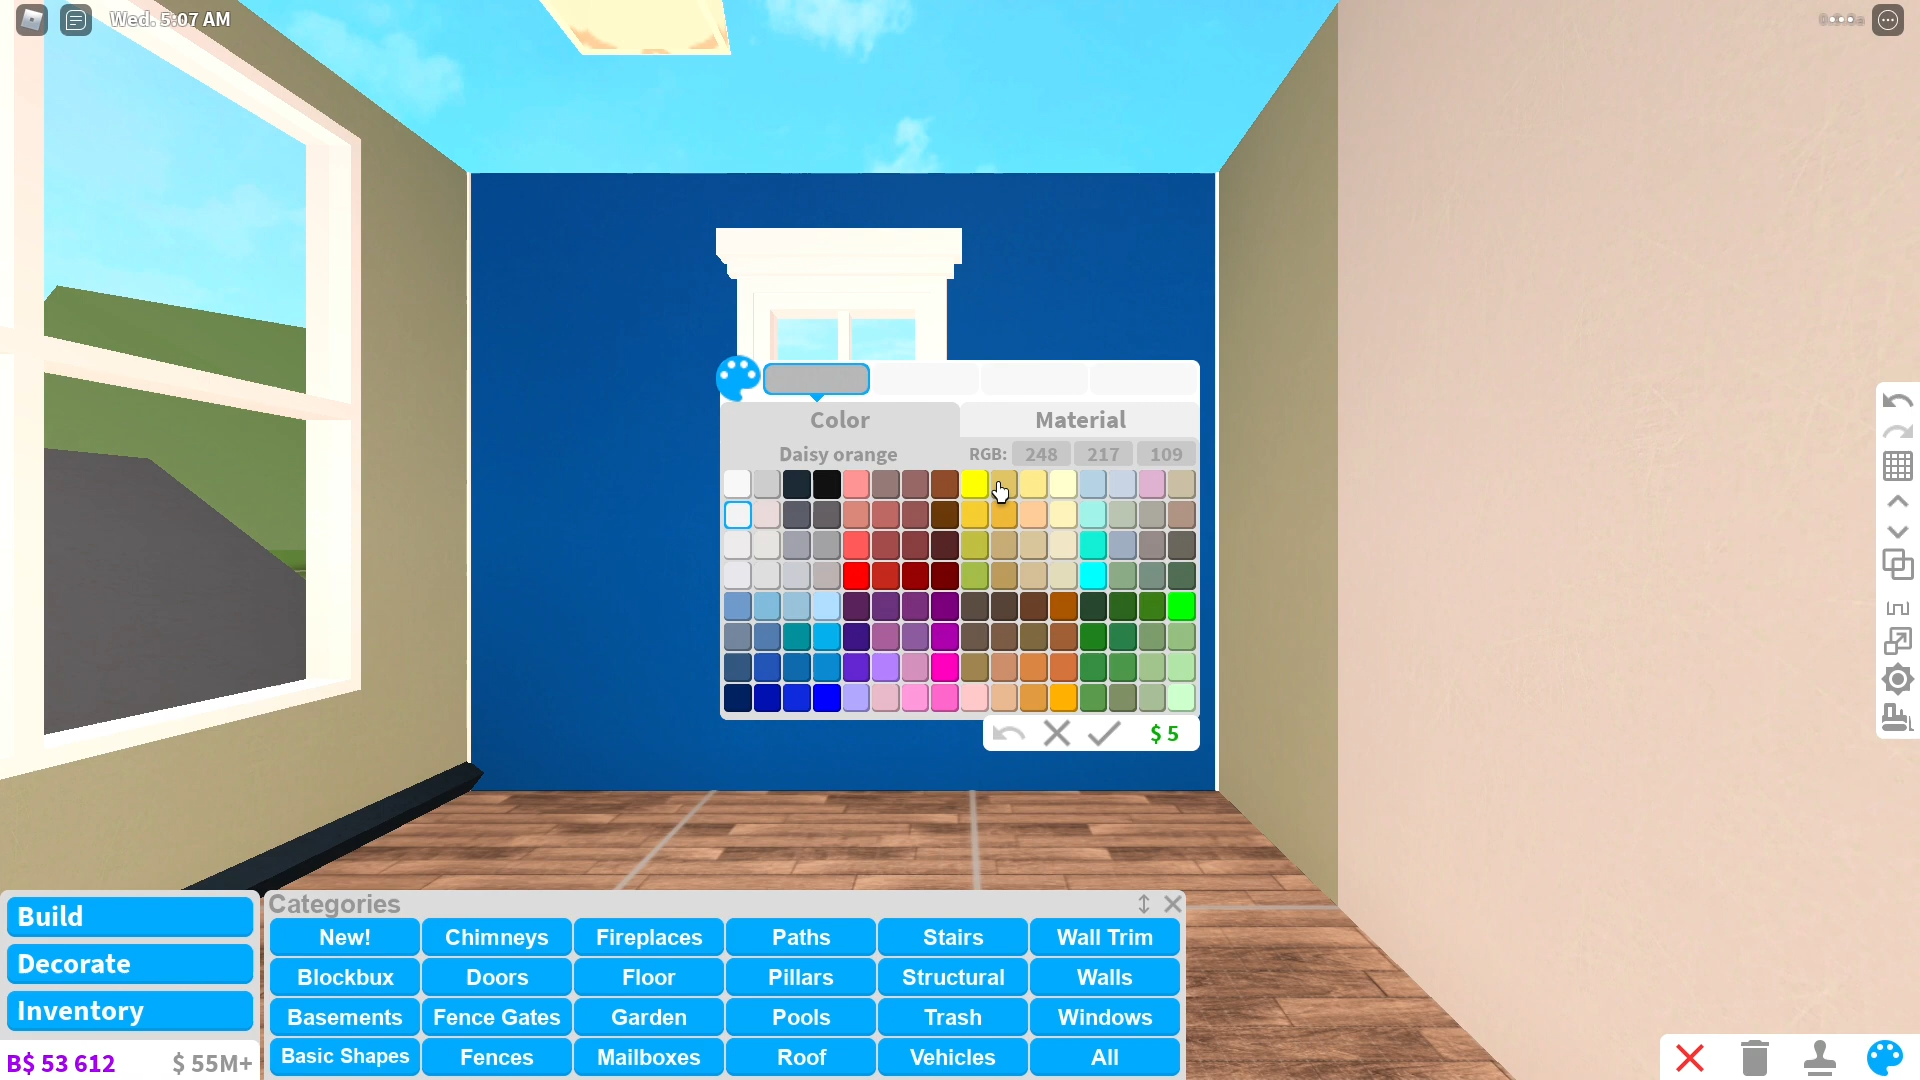 Wed. 5:07 AM
Color
Material
Daisy orange
RGB: 248 217 109
$ 5
Build
Decorate
Inventory
B$ 53 612
$ 55M+
Categories
New! Chimneys Fireplaces Paths Stairs Wall Trim
Blockbux Doors Floor Pillars Structural Walls
Basements Fence Gates Garden Pools Trash Windows
Basic Shapes Fences Mailboxes Roof Vehicles All